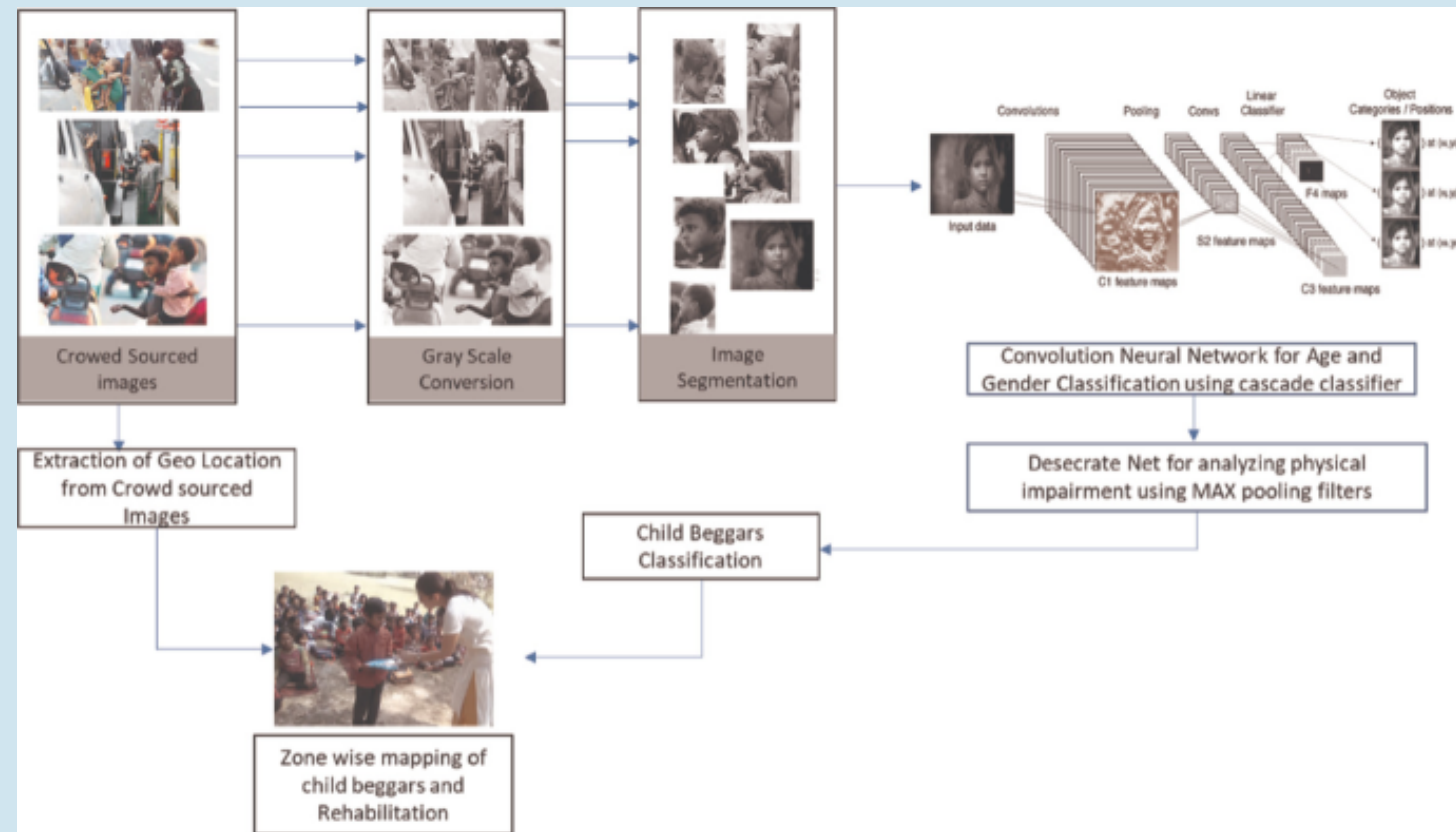 Crowed Sourced
images
Gray Scale
Conversion
Image
Segmentation
Convolutions
Pooling
Convs
Linear
Classifier
Object
Categories / Positions
Input data
C1 feature maps
S2 feature maps
C3 feature maps
F4 maps
) at
) at
) at
Convolution Neural Network for Age and
Gender Classification using cascade classifier
Desecrate Net for analyzing physical
impairment using MAX pooling filters
Extraction of Geo Location
from Crowd sourced
Images
Child Beggars
Classification
Zone wise mapping of
child beggars and
Rehabilitation